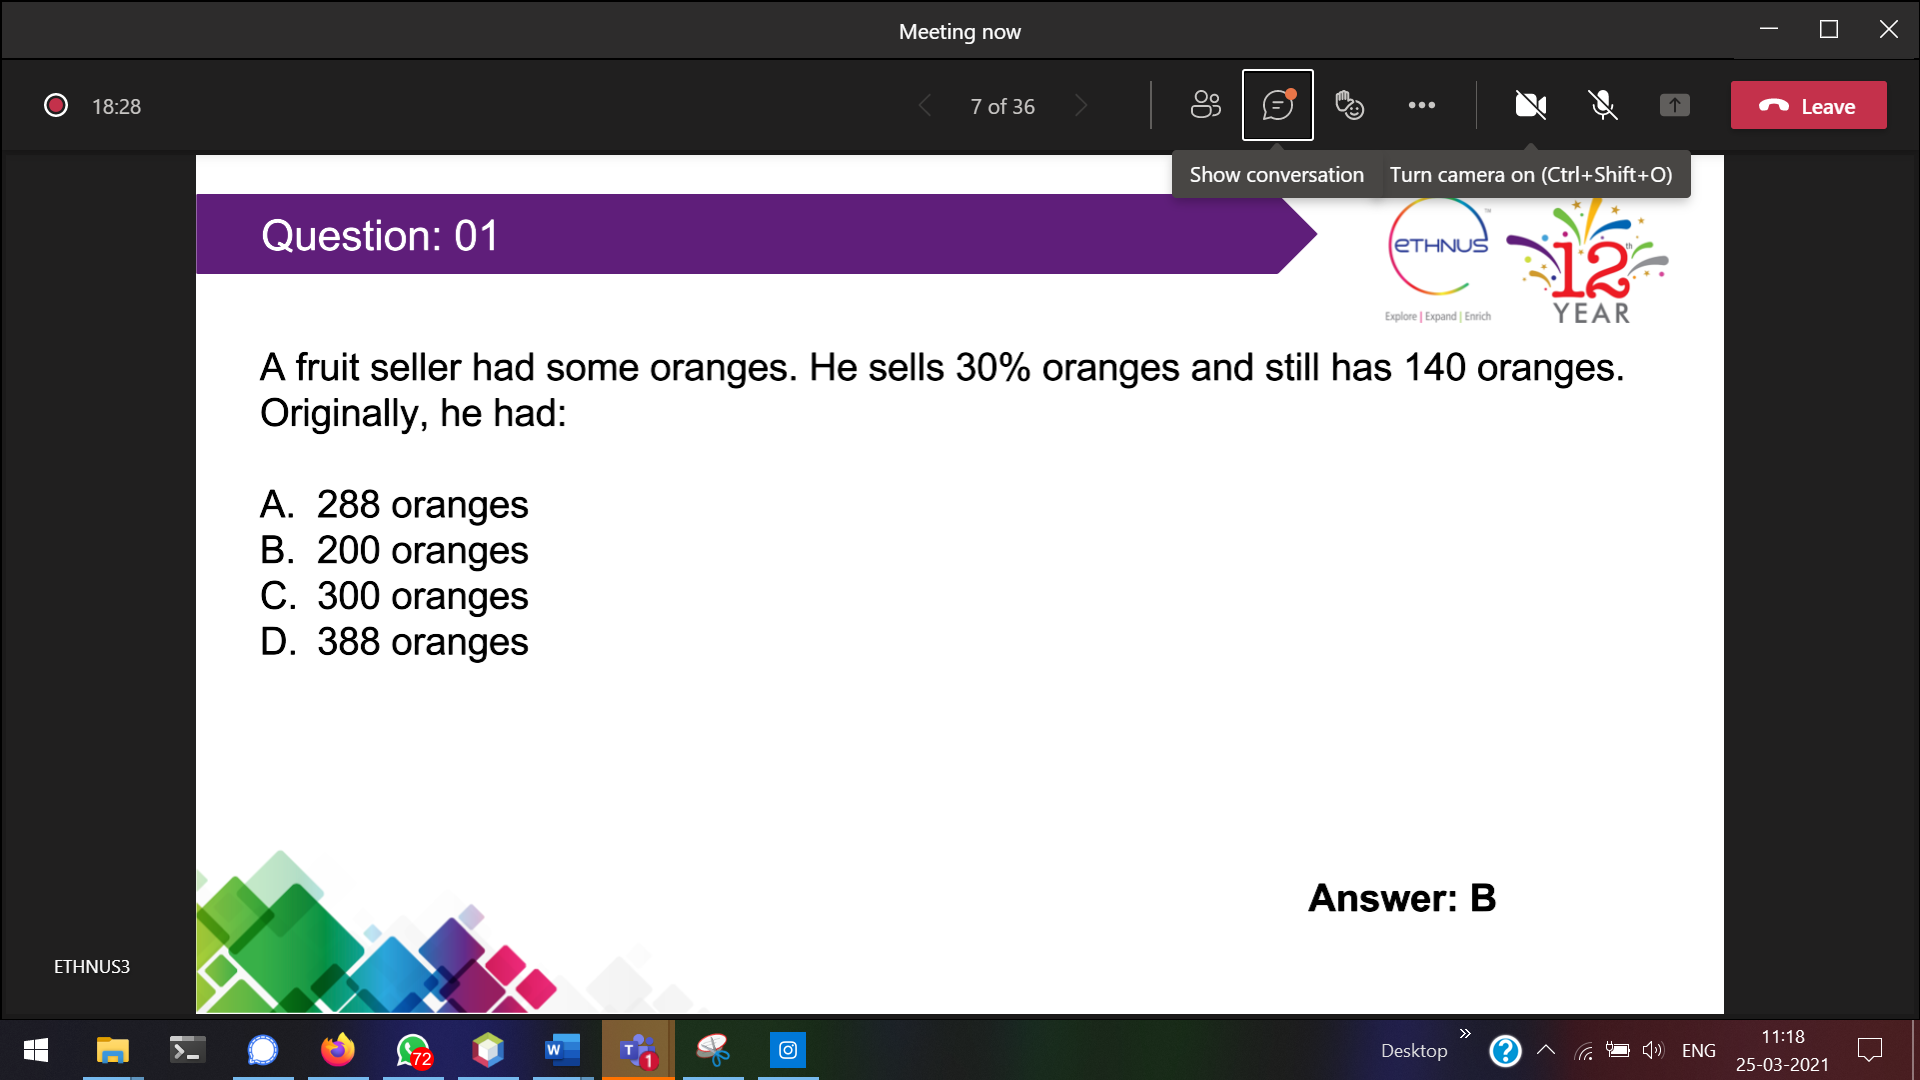 Meeting now
18:28
7 of 36
Leave
Show conversation
Turn camera on (Ctrl+Shift+O)
Question: 01
eTHNUS
TM
Explore | Expand | Enrich
12th
YEAR
A fruit seller had some oranges. He sells 30% oranges and still has 140 oranges.
Originally, he had:
A. 288 oranges
B. 200 oranges
C. 300 oranges
D. 388 oranges
Answer: B
ETHNUS3
72
W
T
1
Desktop
ENG
11:18
25-03-2021